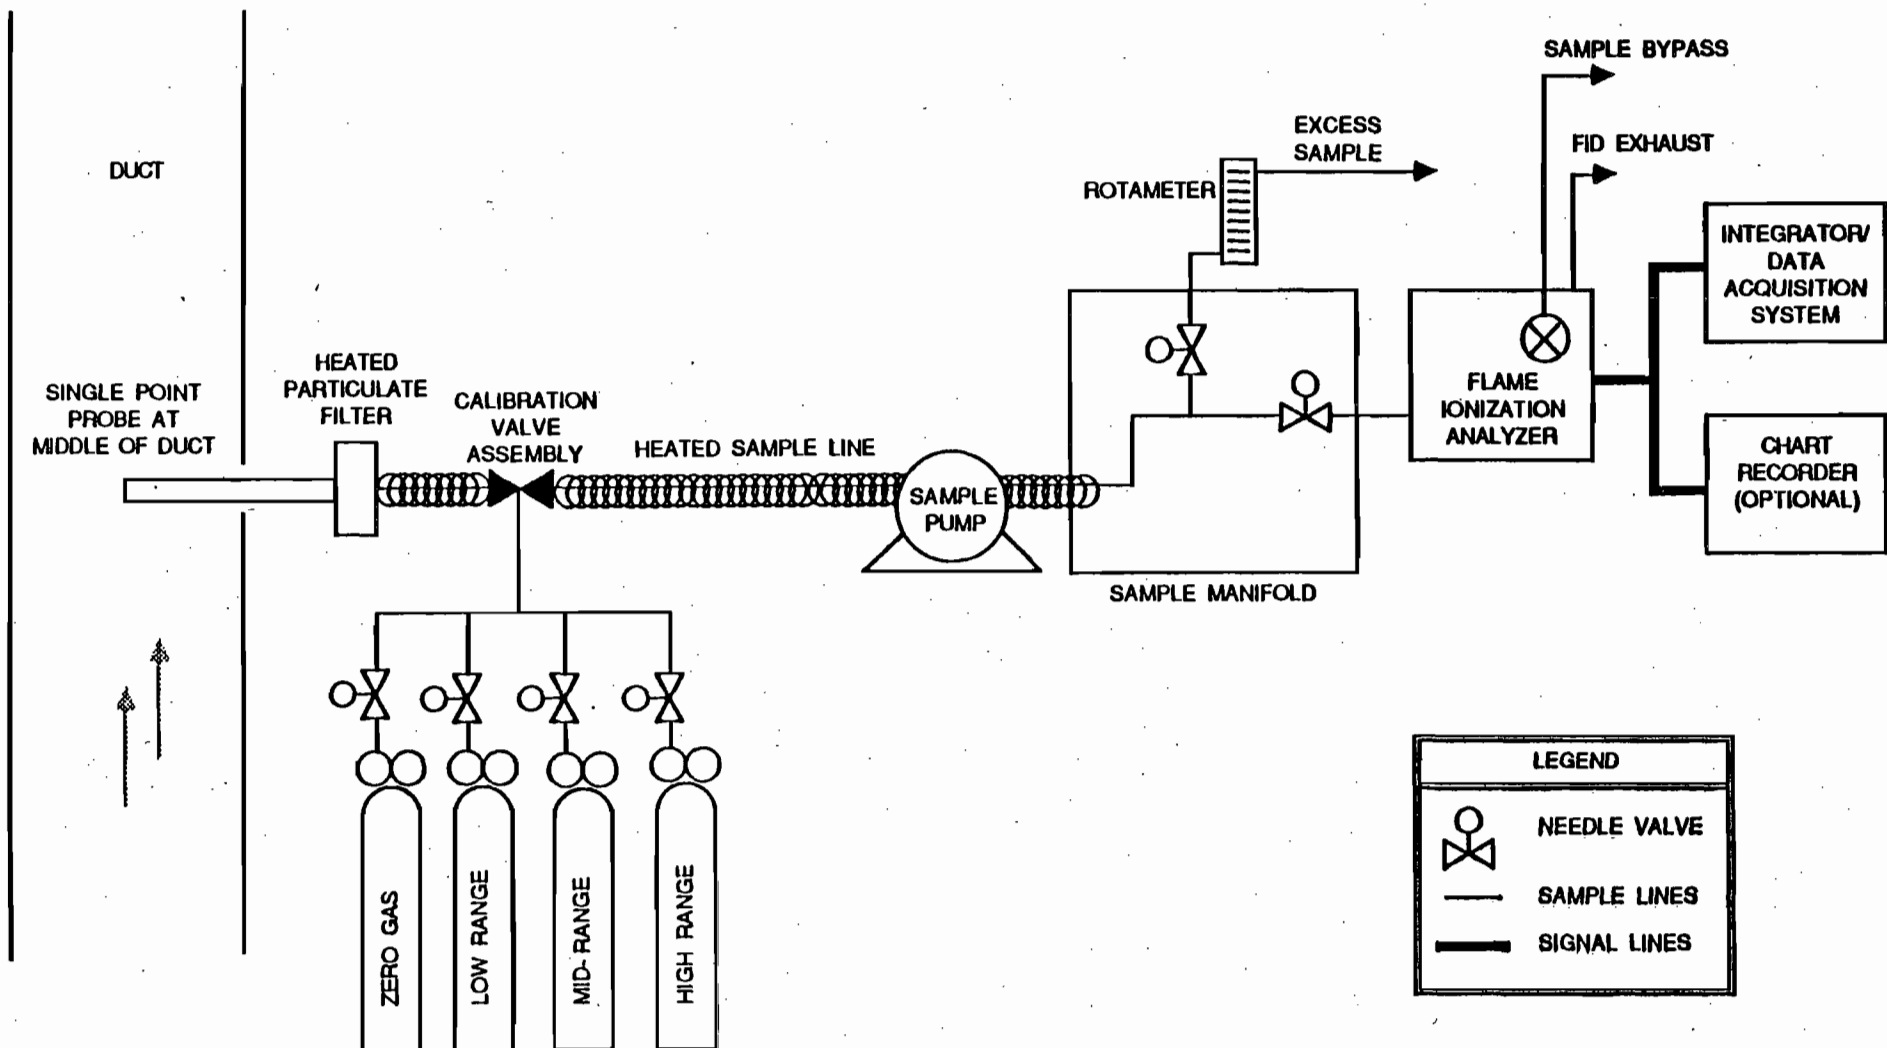 DUCT
SINGLE POINT
PROBE AT
MIDDLE OF DUCT
HEATED
PARTICULATE
FILTER
CALIBRATION
VALVE
ASSEMBLY
HEATED SAMPLE LINE
SAMPLE
PUMP
SAMPLE MANIFOLD
ROTAMETER
EXCESS
SAMPLE
SAMPLE BYPASS
FID EXHAUST
FLAME
IONIZATION
ANALYZER
INTEGRATOR/
DATA
ACQUISITION
SYSTEM
CHART
RECORDER
(OPTIONAL)
ZERO GAS
LOW RANGE
MID-RANGE
HIGH RANGE
LEGEND
NEEDLE VALVE
SAMPLE LINES
SIGNAL LINES